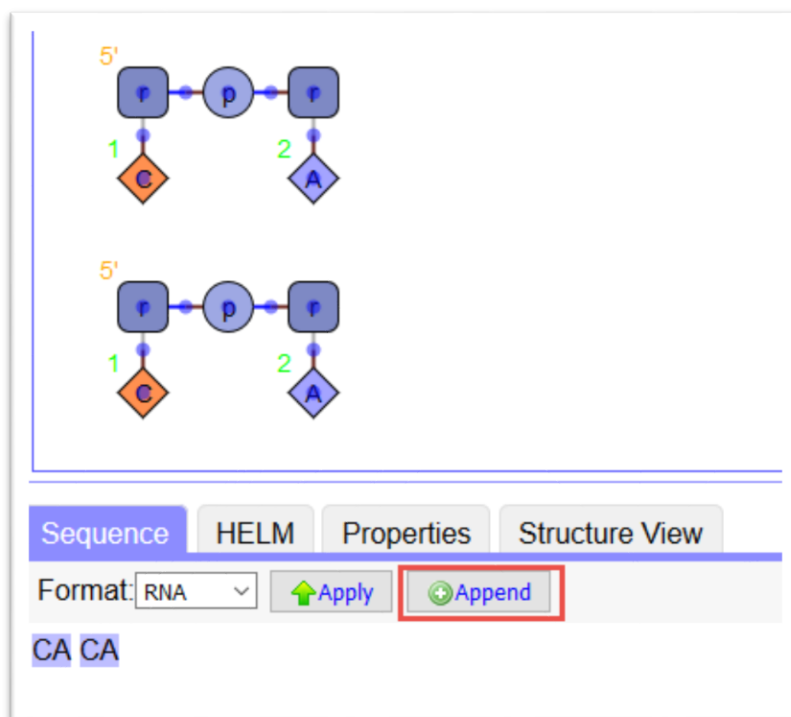 5'
r p r
1 2
C A
5'
r p r
1 2
C A
Sequence HELM Properties Structure View
Format: RNA Apply Append
CA CA